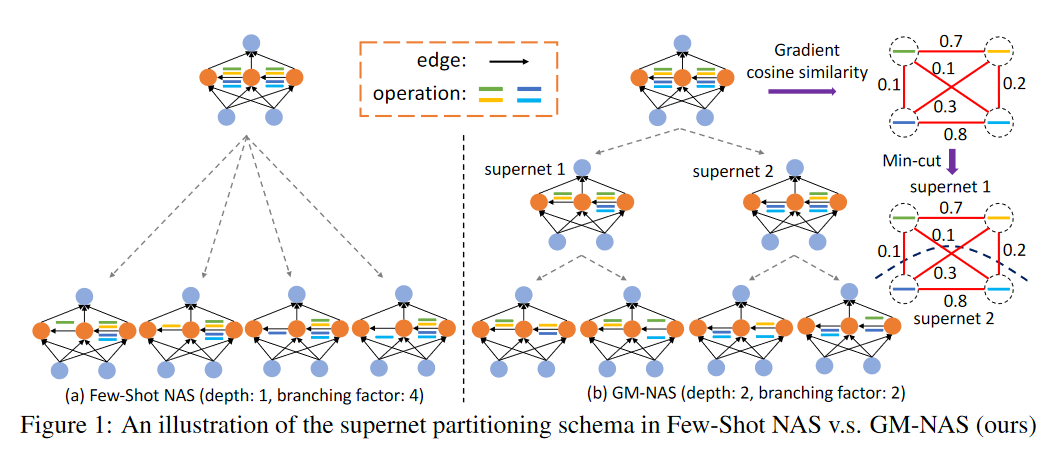 edge:
operation:
Gradient
cosine similarity
0.7
0.1
0.1
0.2
0.3
0.8
Min-cut
supernet 1
0.7
0.1
0.1
0.2
0.3
0.8
supernet 2
supernet 1
supernet 2
(a) Few-Shot NAS (depth: 1, branching factor: 4)
(b) GM-NAS (depth: 2, branching factor: 2)
Figure 1: An illustration of the supernet partitioning schema in Few-Shot NAS v.s. GM-NAS (ours)